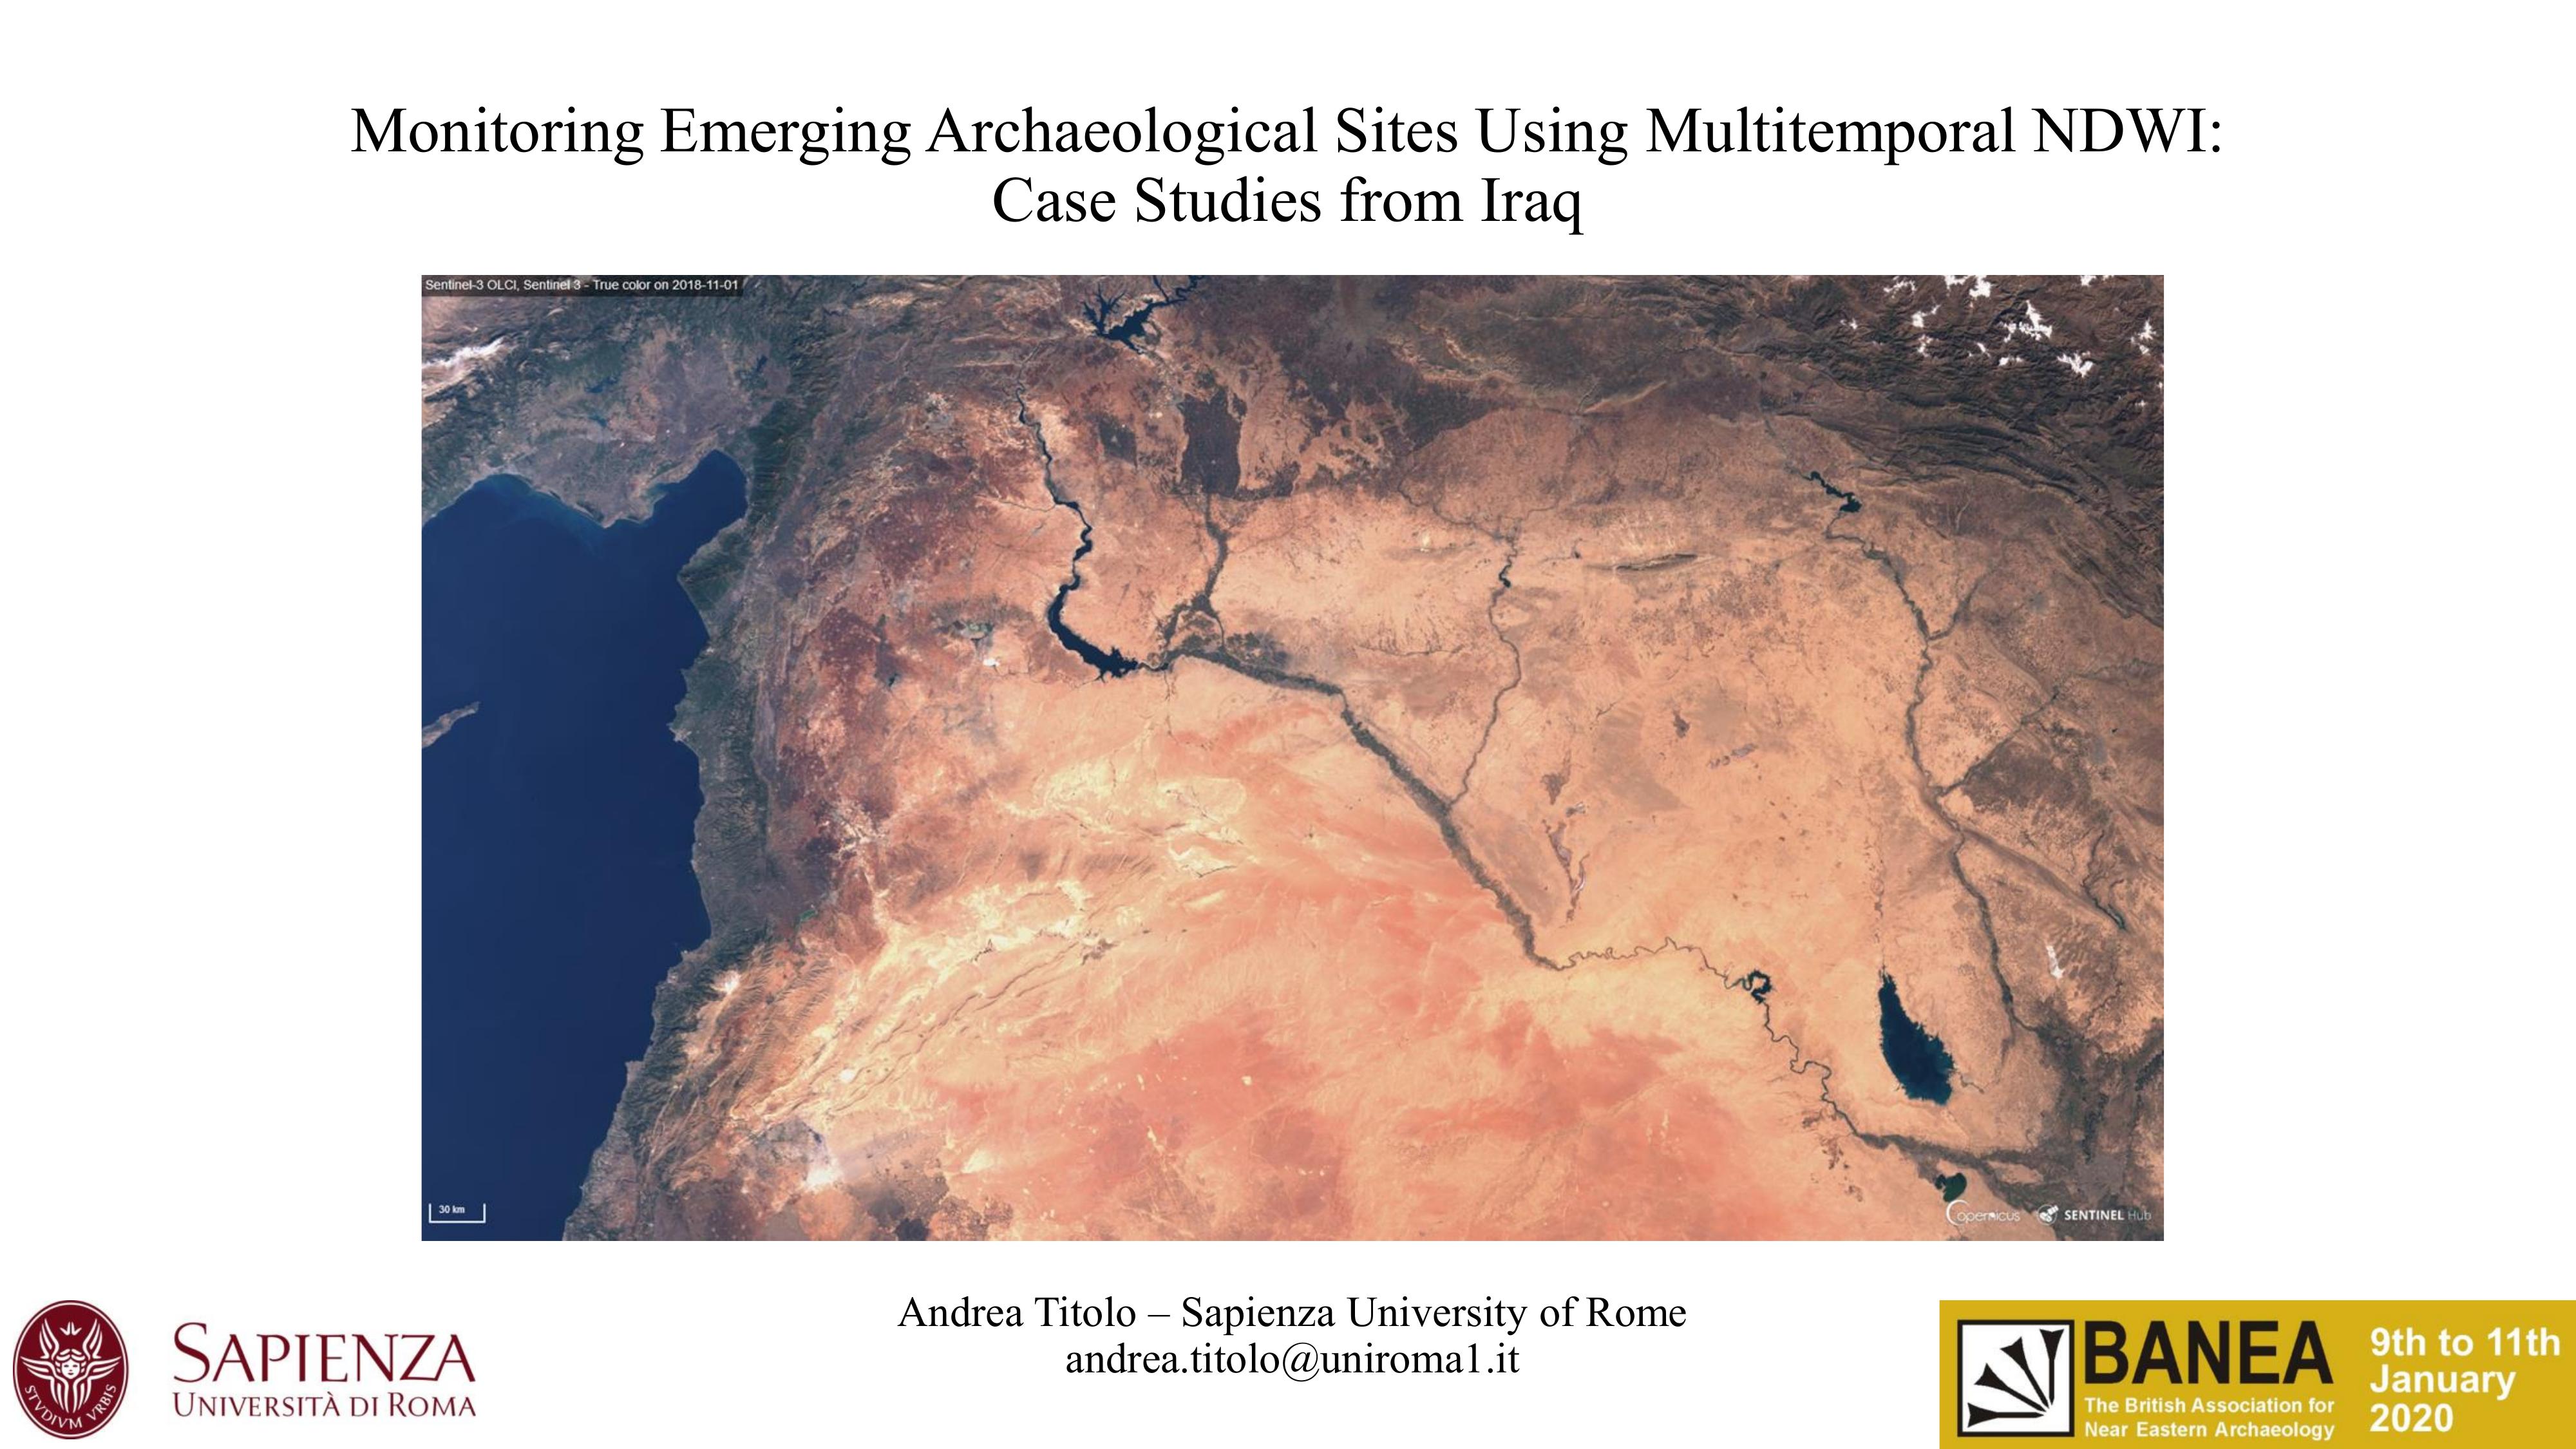 Monitoring Emerging Archaeological Sites Using Multitemporal NDWI:
Case Studies from Iraq
Sentinel-3 OLCI, Sentinel 3 - True color on 2018-11-01
30 km
opernicus
SENTINEL Hub
STVDIVM VRBIS
SAPIENZA
UNIVERSITÀ DI ROMA
Andrea Titolo – Sapienza University of Rome
andrea.titolo@uniroma1.it
BANEA
The British Association for
Near Eastern Archaeology
9th to 11th
January
2020